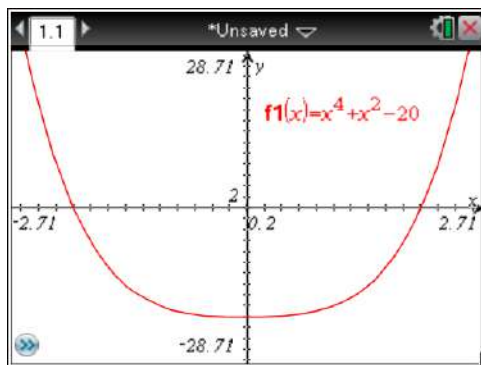 1.1 *Unsaved
28.71 y
f1(x)=x⁴+x²−20
2 x
-2.71 0.2 2.71
-28.71